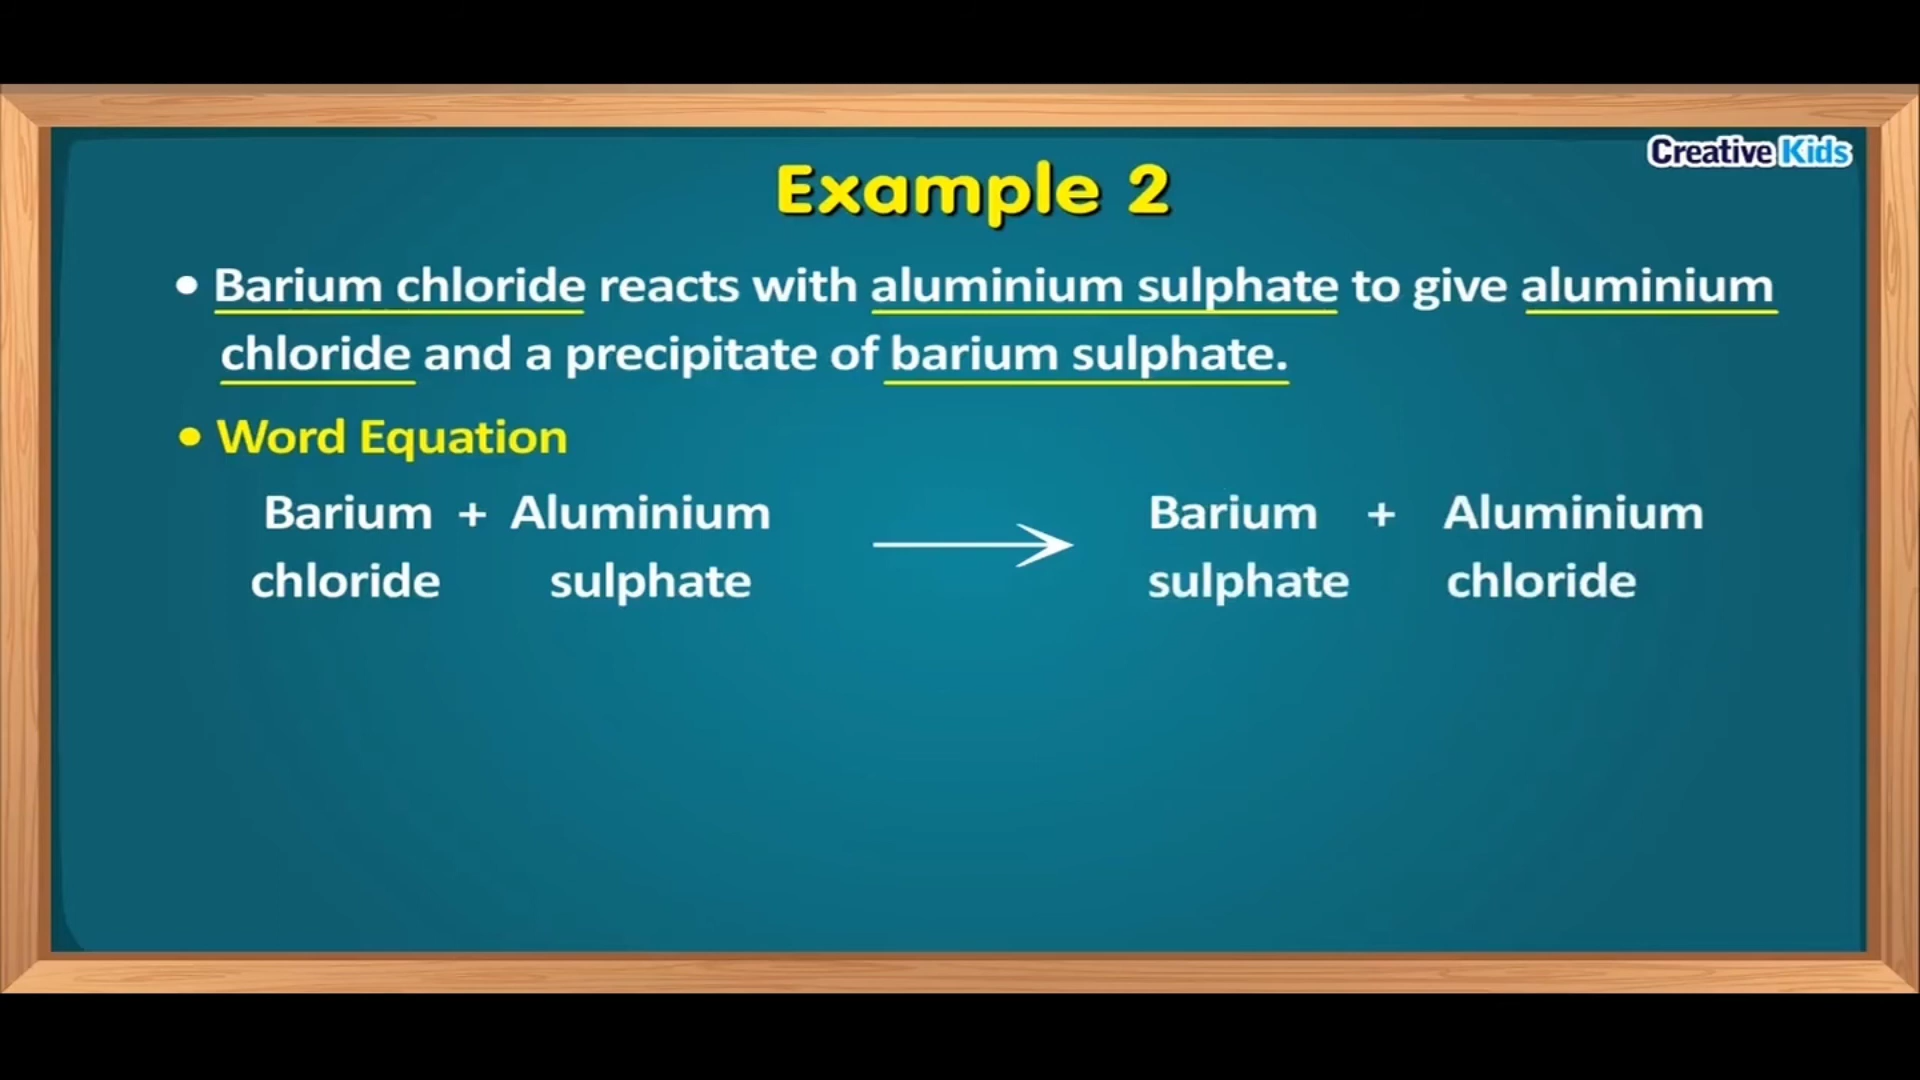 Creative Kids
Example 2
• Barium chloride reacts with aluminium sulphate to give aluminium
chloride and a precipitate of barium sulphate.
• Word Equation
Barium + Aluminium ⟶ Barium + Aluminium
chloride sulphate sulphate chloride